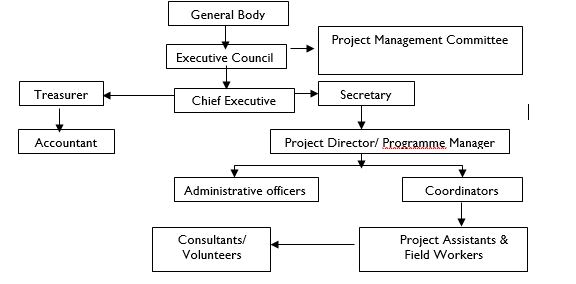 General Body
Project Management Committee
Executive Council
Treasurer
Chief Executive
Secretary
Accountant
Project Director/ Programme Manager
Administrative officers
Coordinators
Consultants/
Volunteers
Project Assistants &
Field Workers